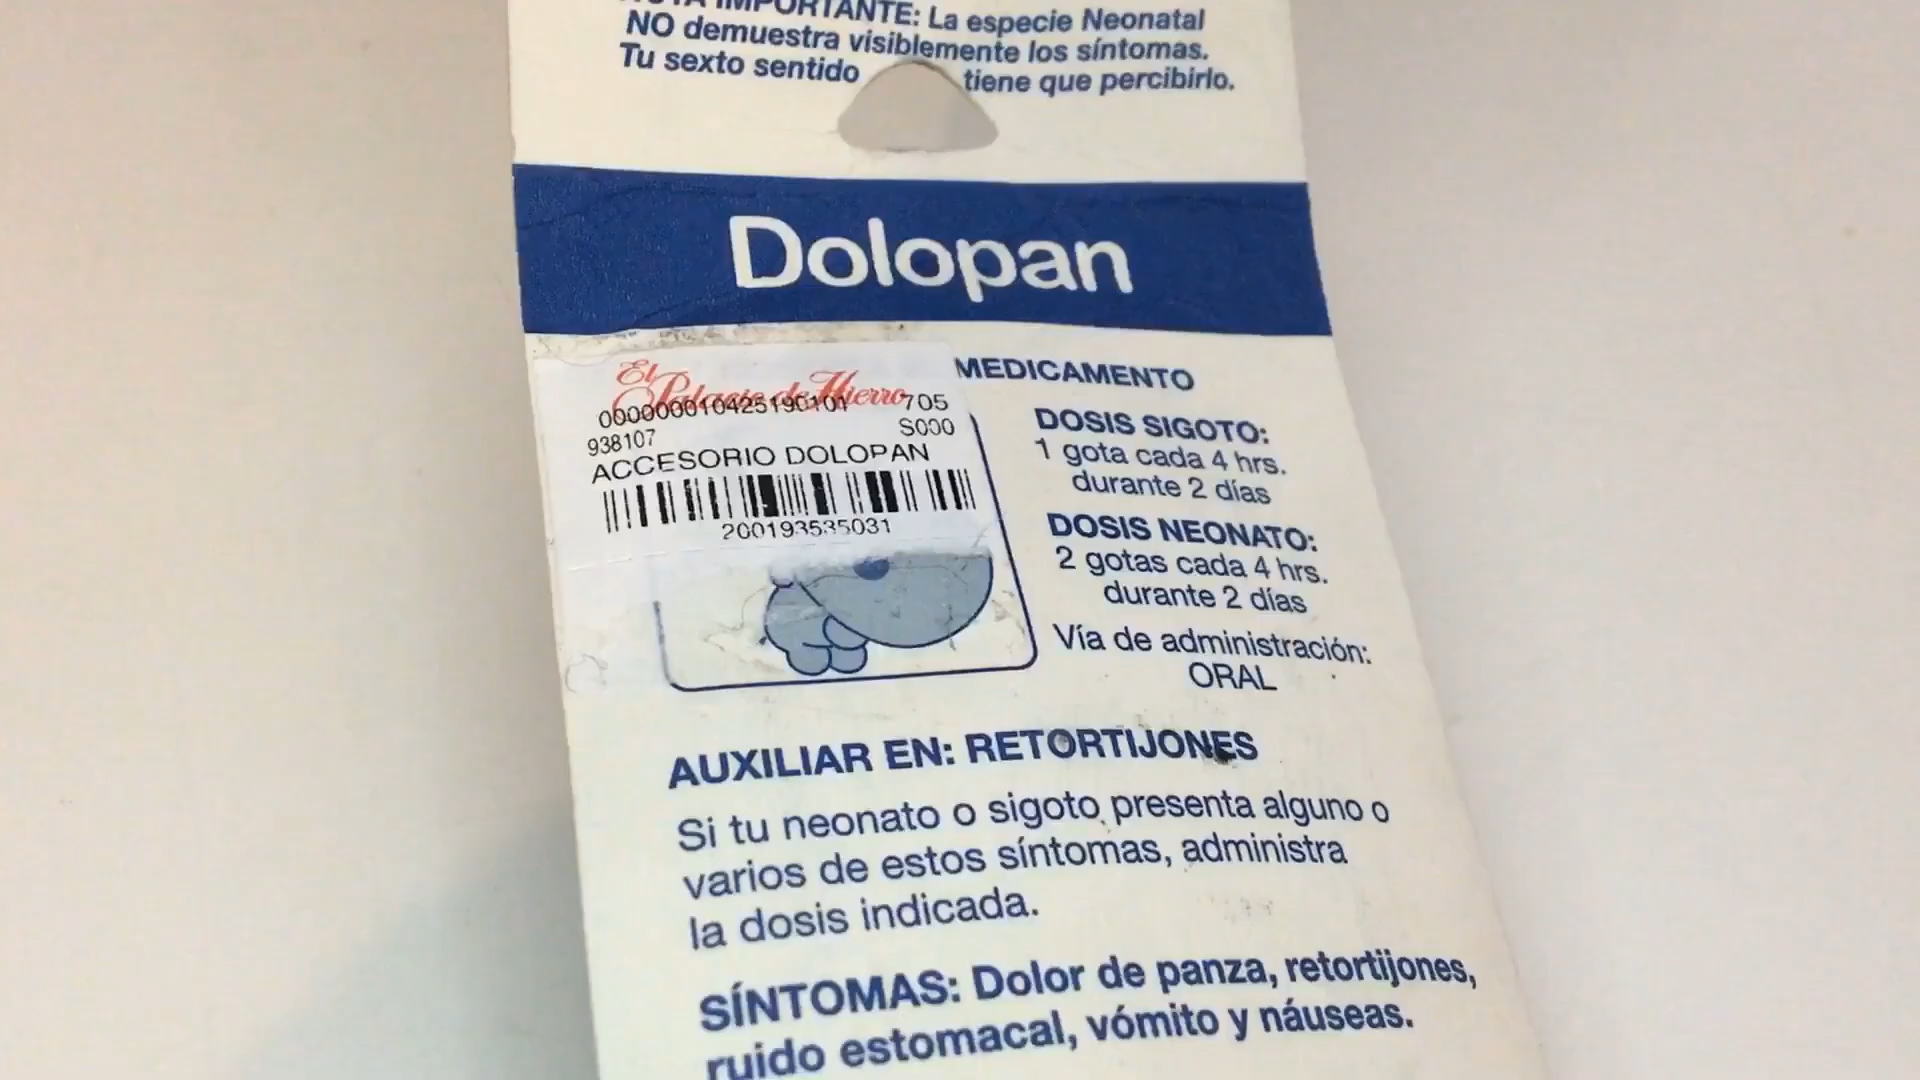 IMPORTANTE: La especie Neonatal
NO demuestra visiblemente los síntomas.
Tu sexto sentido tiene que percibirlo.
Dolopan
El Palacio de Hierro
000000010425190101 705
938107 S000
ACCESORIO DOLOPAN
200193535031
MEDICAMENTO
DOSIS SIGOTO:
1 gota cada 4 hrs.
durante 2 días
DOSIS NEONATO:
2 gotas cada 4 hrs.
durante 2 días
Vía de administración:
ORAL
AUXILIAR EN: RETORTIJONES
Si tu neonato o sigoto presenta alguno o
varios de estos síntomas, administra
la dosis indicada.
SÍNTOMAS: Dolor de panza, retortijones,
ruido estomacal, vómito y náuseas.